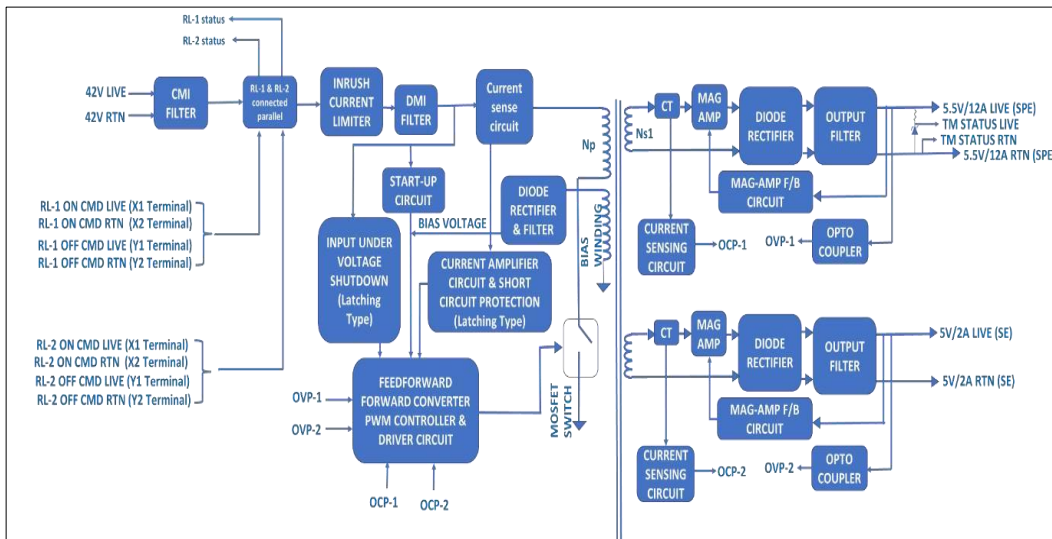 RL-1 status
RL-2 status
42V LIVE
42V RTN
CMI
FILTER
RL-1 & RL-2
connected
parallel
INRUSH
CURRENT
LIMITER
DMI
FILTER
Current
sense
circuit
START-UP
CIRCUIT
BIAS VOLTAGE
DIODE
RECTIFIER
& FILTER
Np
Ns1
BIAS
WINDING
RL-1 ON CMD LIVE (X1 Terminal)
RL-1 ON CMD RTN (X2 Terminal)
RL-1 OFF CMD LIVE (Y1 Terminal)
RL-1 OFF CMD RTN (Y2 Terminal)
INPUT UNDER
VOLTAGE
SHUTDOWN
(Latching
Type)
CURRENT AMPLIFIER
CIRCUIT & SHORT
CIRCUIT PROTECTION
(Latching Type)
RL-2 ON CMD LIVE (X1 Terminal)
RL-2 ON CMD RTN (X2 Terminal)
RL-2 OFF CMD LIVE (Y1 Terminal)
RL-2 OFF CMD RTN (Y2 Terminal)
OVP-1
OVP-2
FEEDFORWARD
FORWARD CONVERTER
PWM CONTROLLER &
DRIVER CIRCUIT
OCP-1
OCP-2
MOSFET
SWITCH
CT
MAG
AMP
DIODE
RECTIFIER
OUTPUT
FILTER
5.5V/12A LIVE (SPE)
TM STATUS LIVE
TM STATUS RTN
5.5V/12A RTN (SPE
MAG-AMP F/B
CIRCUIT
CURRENT
SENSING
CIRCUIT
OCP-1
OVP-1
OPTO
COUPLER
CT
MAG
AMP
DIODE
RECTIFIER
OUTPUT
FILTER
5V/2A LIVE (SE)
5V/2A RTN (SE)
MAG-AMP F/B
CIRCUIT
CURRENT
SENSING
CIRCUIT
OCP-2
OVP-2
OPTO
COUPLER